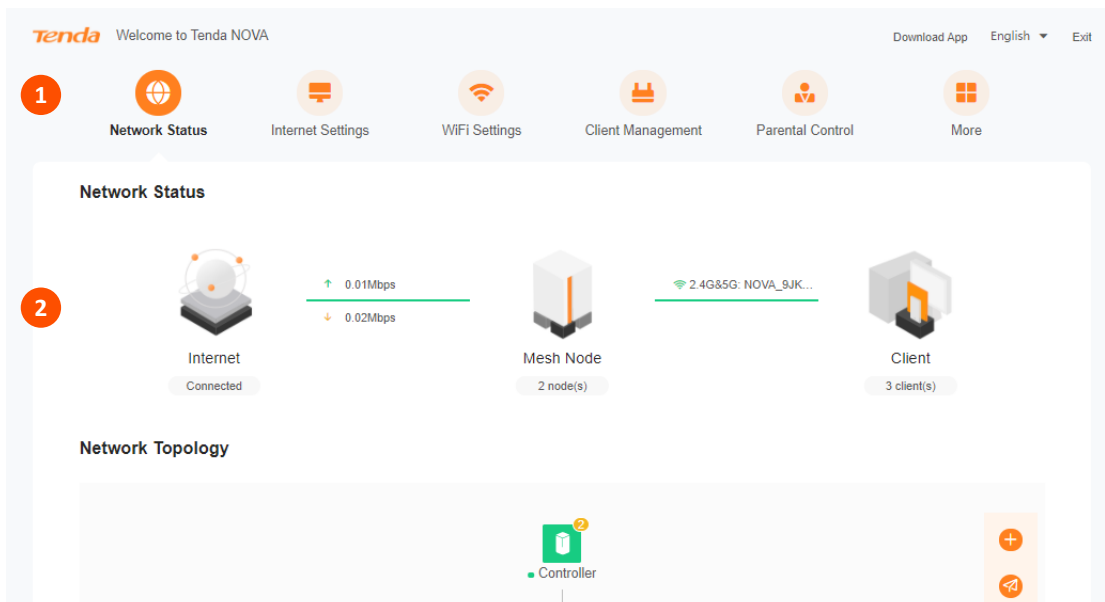 Tenda Welcome to Tenda NOVA Download App English Exit
1
Network Status Internet Settings WiFi Settings Client Management Parental Control More
Network Status
0.01Mbps 2.4G&5G: NOVA_9JK...
2
0.02Mbps
Internet Mesh Node Client
Connected 2 node(s) 3 client(s)
Network Topology
2
Controller